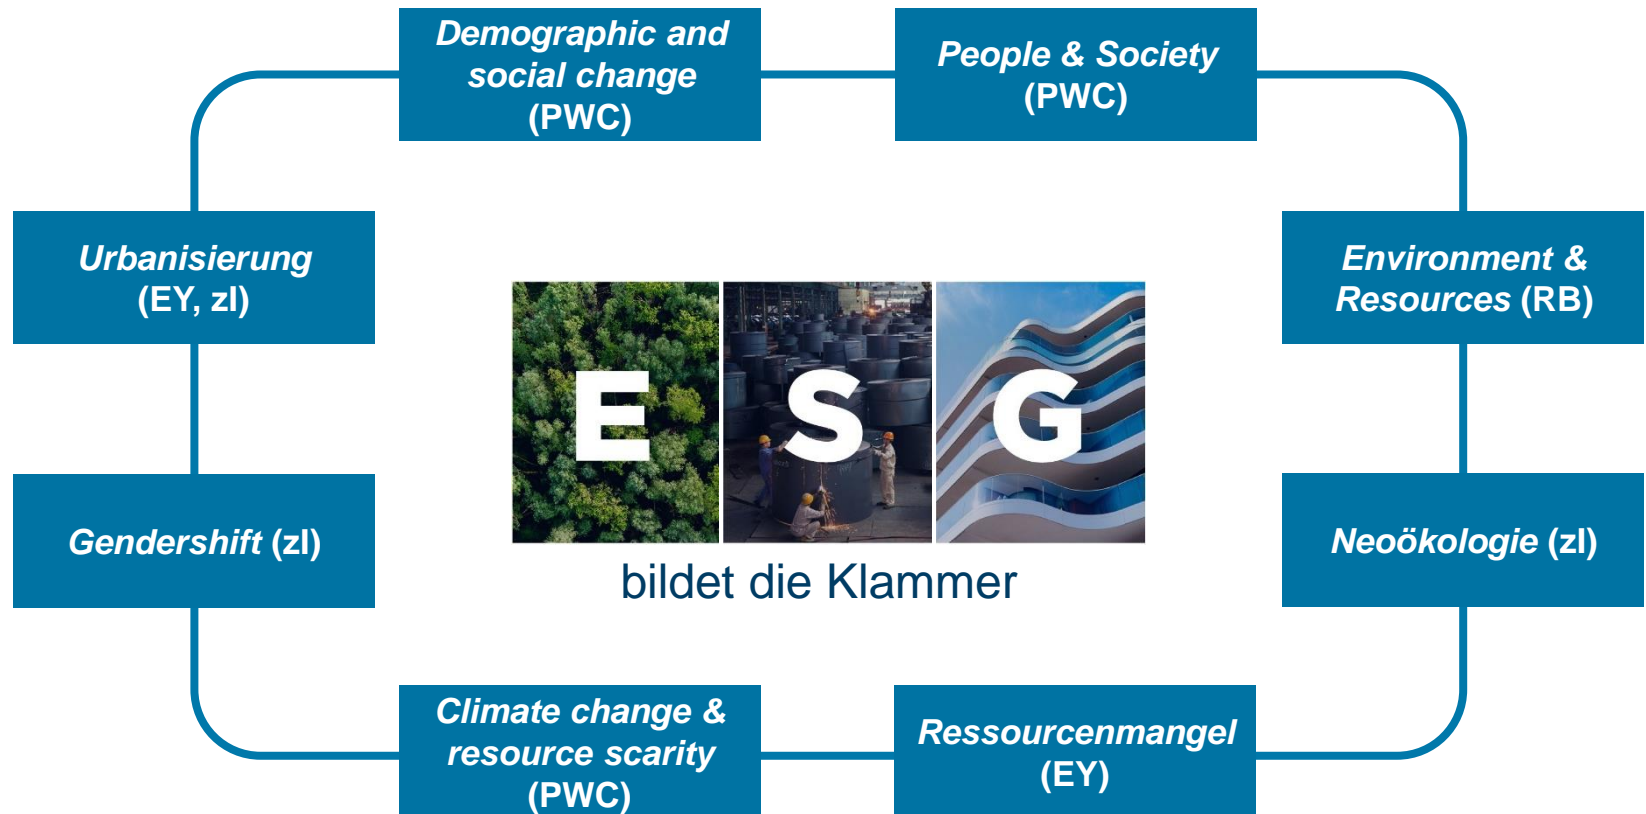 Demographic and
social change
(PWC)
People & Society
(PWC)
Urbanisierung
(EY, zI)
Environment &
Resources (RB)
E S G
bildet die Klammer
Gendershift (zI)
Neoökologie (zI)
Climate change &
resource scarity
(PWC)
Ressourcenmangel
(EY)